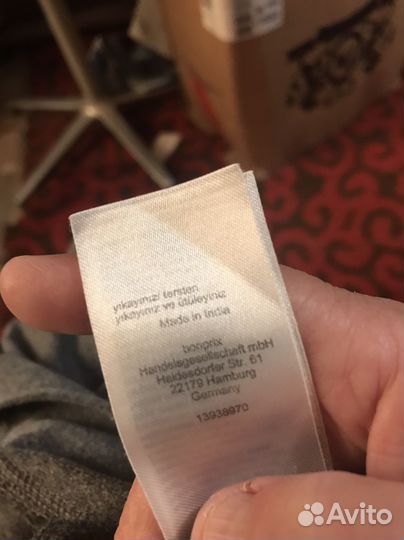 yıkayınız/ tersten
yıkayınız ve ütüleyiniz
Made in India
bonprix
Handelsgesellschaft mbH
Haldesdorfer Str. 61
22179 Hamburg
Germany
13938970
Avito